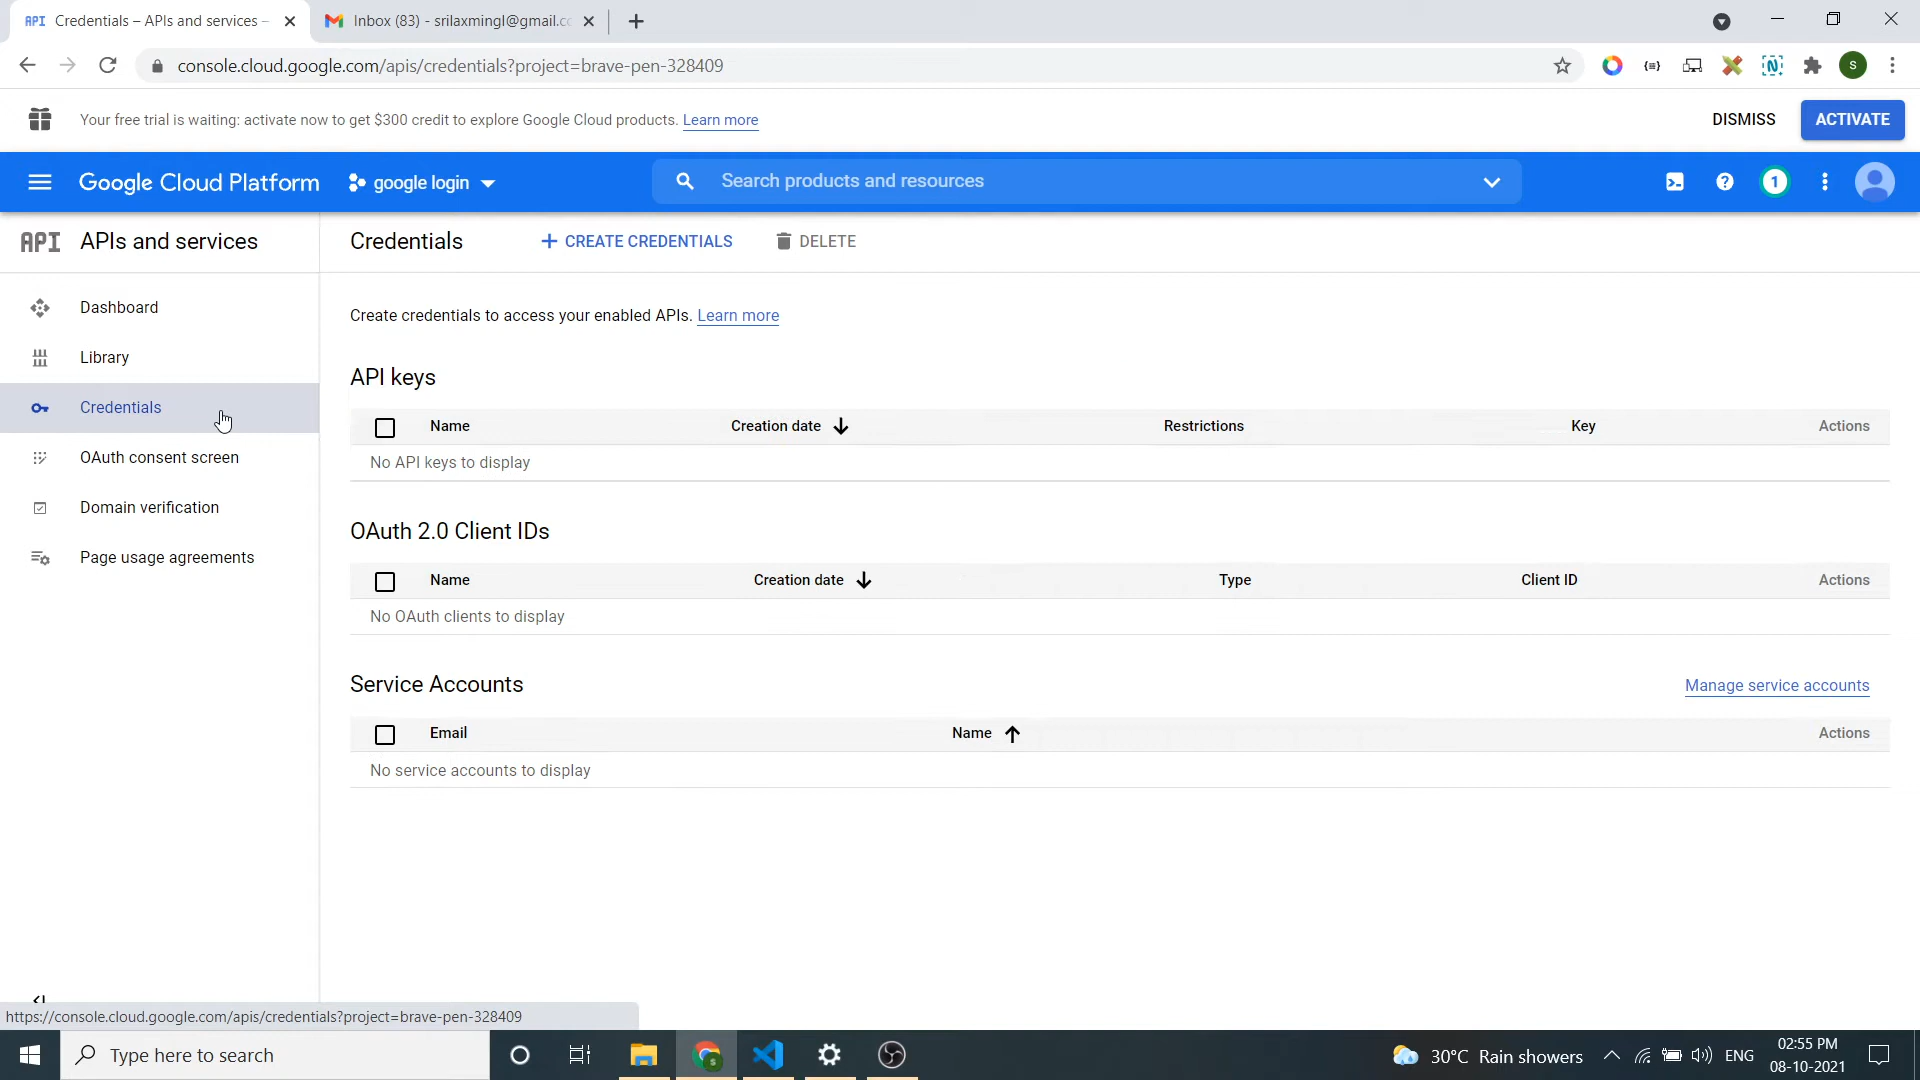 API Credentials – APIs and services –
Inbox (83) - srilaxmingl@gmail.co
console.cloud.google.com/apis/credentials?project=brave-pen-328409
S
Your free trial is waiting: activate now to get $300 credit to explore Google Cloud products. Learn more
DISMISS
ACTIVATE
Google Cloud Platform
google login
Search products and resources
1
API APIs and services
Credentials
CREATE CREDENTIALS
DELETE
Dashboard
Library
Credentials
OAuth consent screen
Domain verification
Page usage agreements
Create credentials to access your enabled APIs. Learn more
API keys
Name Creation date Restrictions Key Actions
No API keys to display
OAuth 2.0 Client IDs
Name Creation date Type Client ID Actions
No OAuth clients to display
Service Accounts
Manage service accounts
Email Name Actions
No service accounts to display
https://console.cloud.google.com/apis/credentials?project=brave-pen-328409
Type here to search
30°C Rain showers
ENG
02:55 PM
08-10-2021